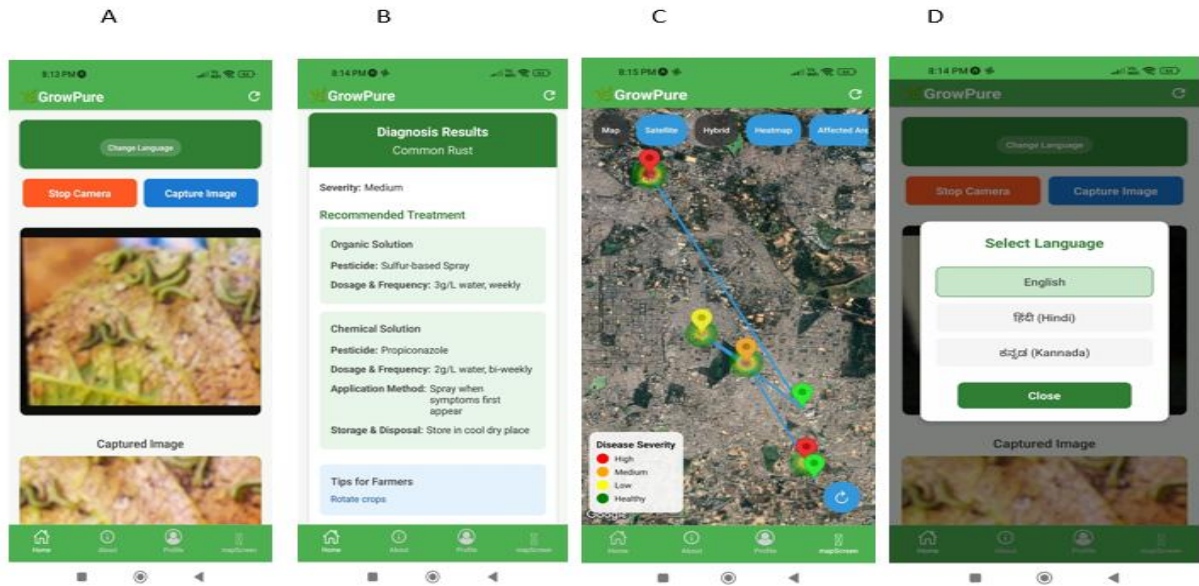 A
B
C
D
8:13 PM
GrowPure
Change Language
Stop Camera
Capture Image
Captured Image
Home
About
Profile
mapScreen
8:14 PM
GrowPure
Diagnosis Results
Common Rust
Severity: Medium
Recommended Treatment
Organic Solution
Pesticide: Sulfur-based Spray
Dosage & Frequency: 3g/L water, weekly
Chemical Solution
Pesticide: Propiconazole
Dosage & Frequency: 2g/L water, bi-weekly
Application Method: Spray when
symptoms first
appear
Storage & Disposal: Store in cool dry place
Tips for Farmers
Rotate crops
Home
About
Profile
mapScreen
8:15 PM
GrowPure
Map
Satellite
Hybrid
Heatmap
Affected Are
Disease Severity
High
Medium
Low
Healthy
Google
Home
About
Profile
mapScreen
8:14 PM
GrowPure
Change Language
Stop Camera
Capture Image
Select Language
English
हिंदी (Hindi)
ಕನ್ನಡ (Kannada)
Close
Captured Image
Home
About
Profile
mapScreen